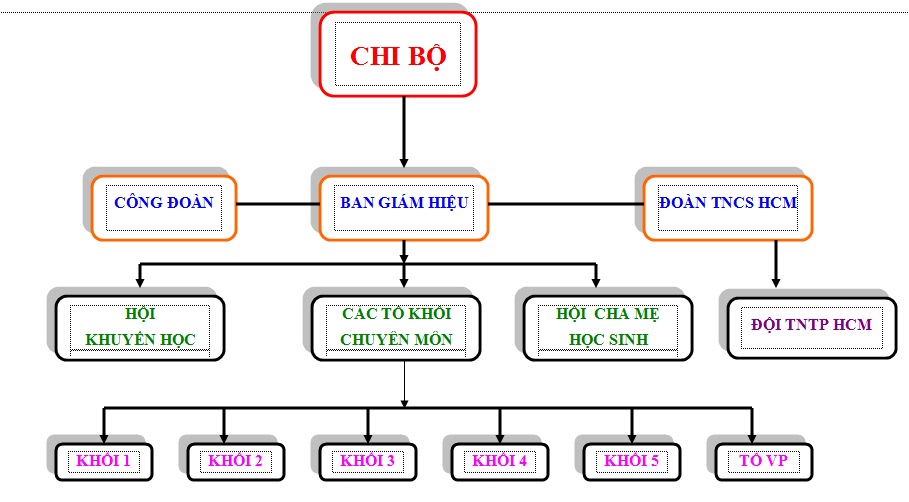 CHI BỘ
CÔNG ĐOÀN
BAN GIÁM HIỆU
ĐOÀN TNCS HCM
HỘI
KHUYẾN HỌC
CÁC TỔ KHỐI
CHUYÊN MÔN
HỘI CHA MẸ
HỌC SINH
ĐỘI TNTP HCM
KHỐI 1
KHỐI 2
KHỐI 3
KHỐI 4
KHỐI 5
TỔ VP